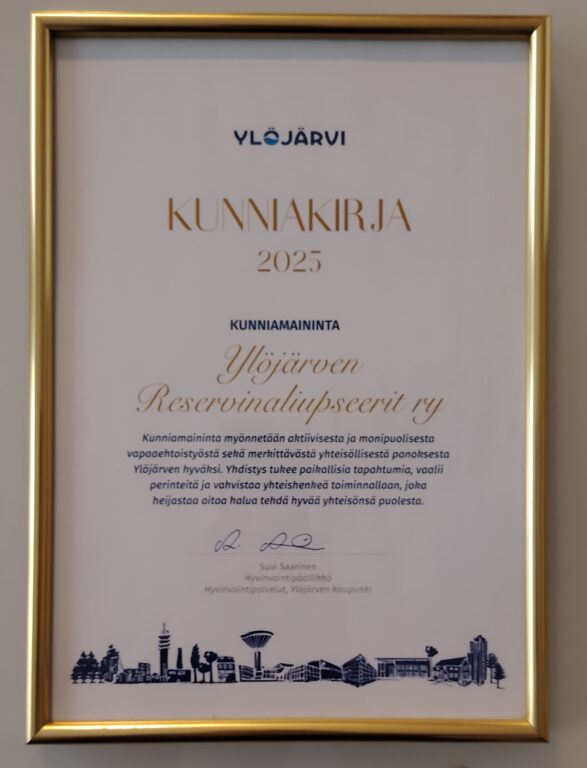 YLÖJÄRVI
KUNNIAKIRJA
2025
KUNNIAMAININTA
Ylöjärven
Reservinaliupseerit ry
Kunniamaininta myönnetään aktiivisesta ja monipuolisesta
vapaaehtoistyöstä sekä merkittävästä yhteisöllisestä panoksesta
Ylöjärven hyväksi. Yhdistys tukee paikallisia tapahtumia, vaalii
perinteitä ja vahvistaa yhteishenkeä toiminnallaan, joka
heijastaa aitoa halua tehdä hyvää yhteisönsä puolesta.
Suvi Saarinen
Hyvinvointipäällikkö
Hyvinvointipalvelut, Ylöjärven kaupunki